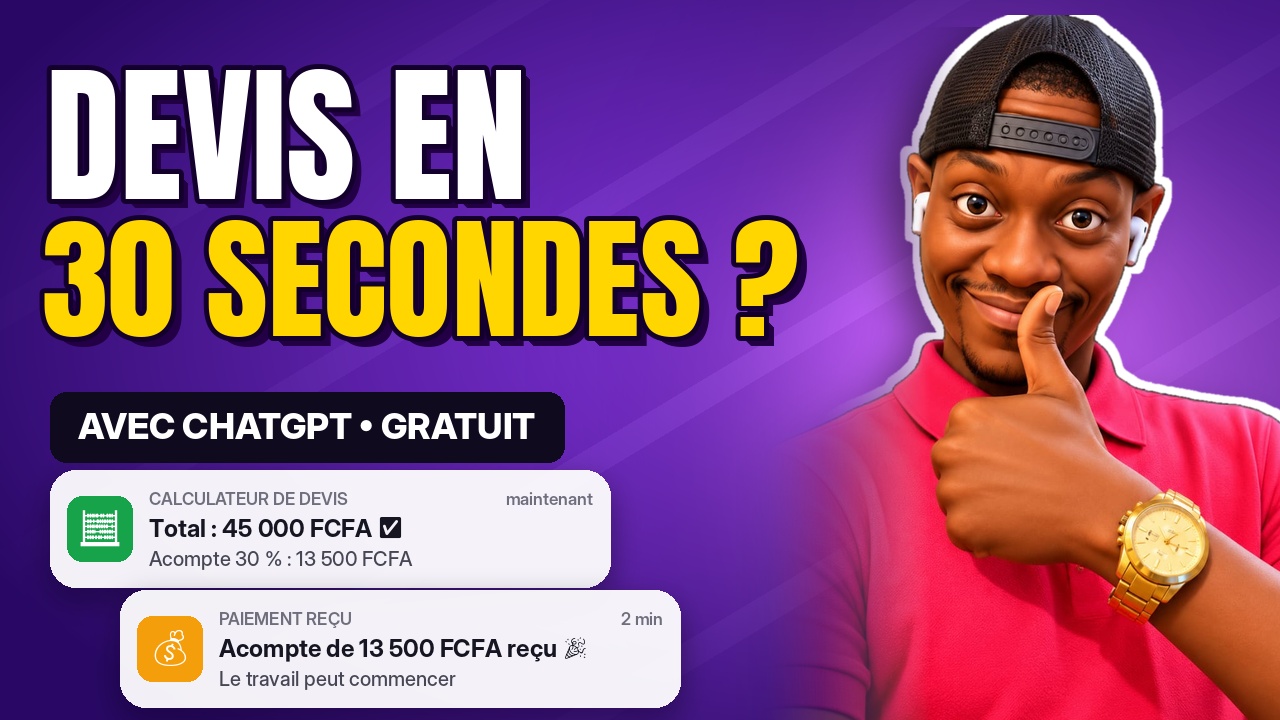 DEVIS EN
30 SECONDES ?
AVEC CHATGPT • GRATUIT
CALCULATEUR DE DEVIS maintenant
Total : 45 000 FCFA ☑
Acompte 30 % : 13 500 FCFA
PAIEMENT REÇU 2 min
Acompte de 13 500 FCFA reçu 🎉
Le travail peut commencer